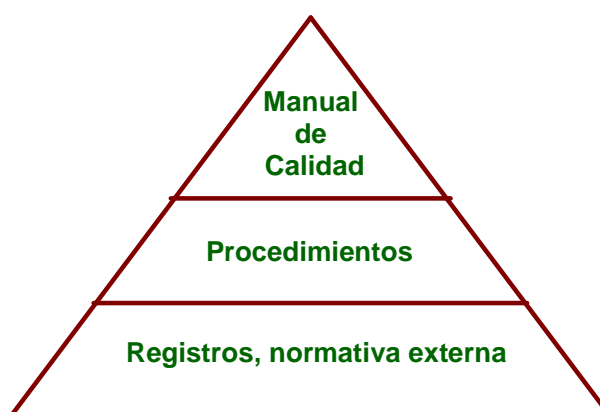 Manual
de
Calidad
Procedimientos
Registros, normativa externa